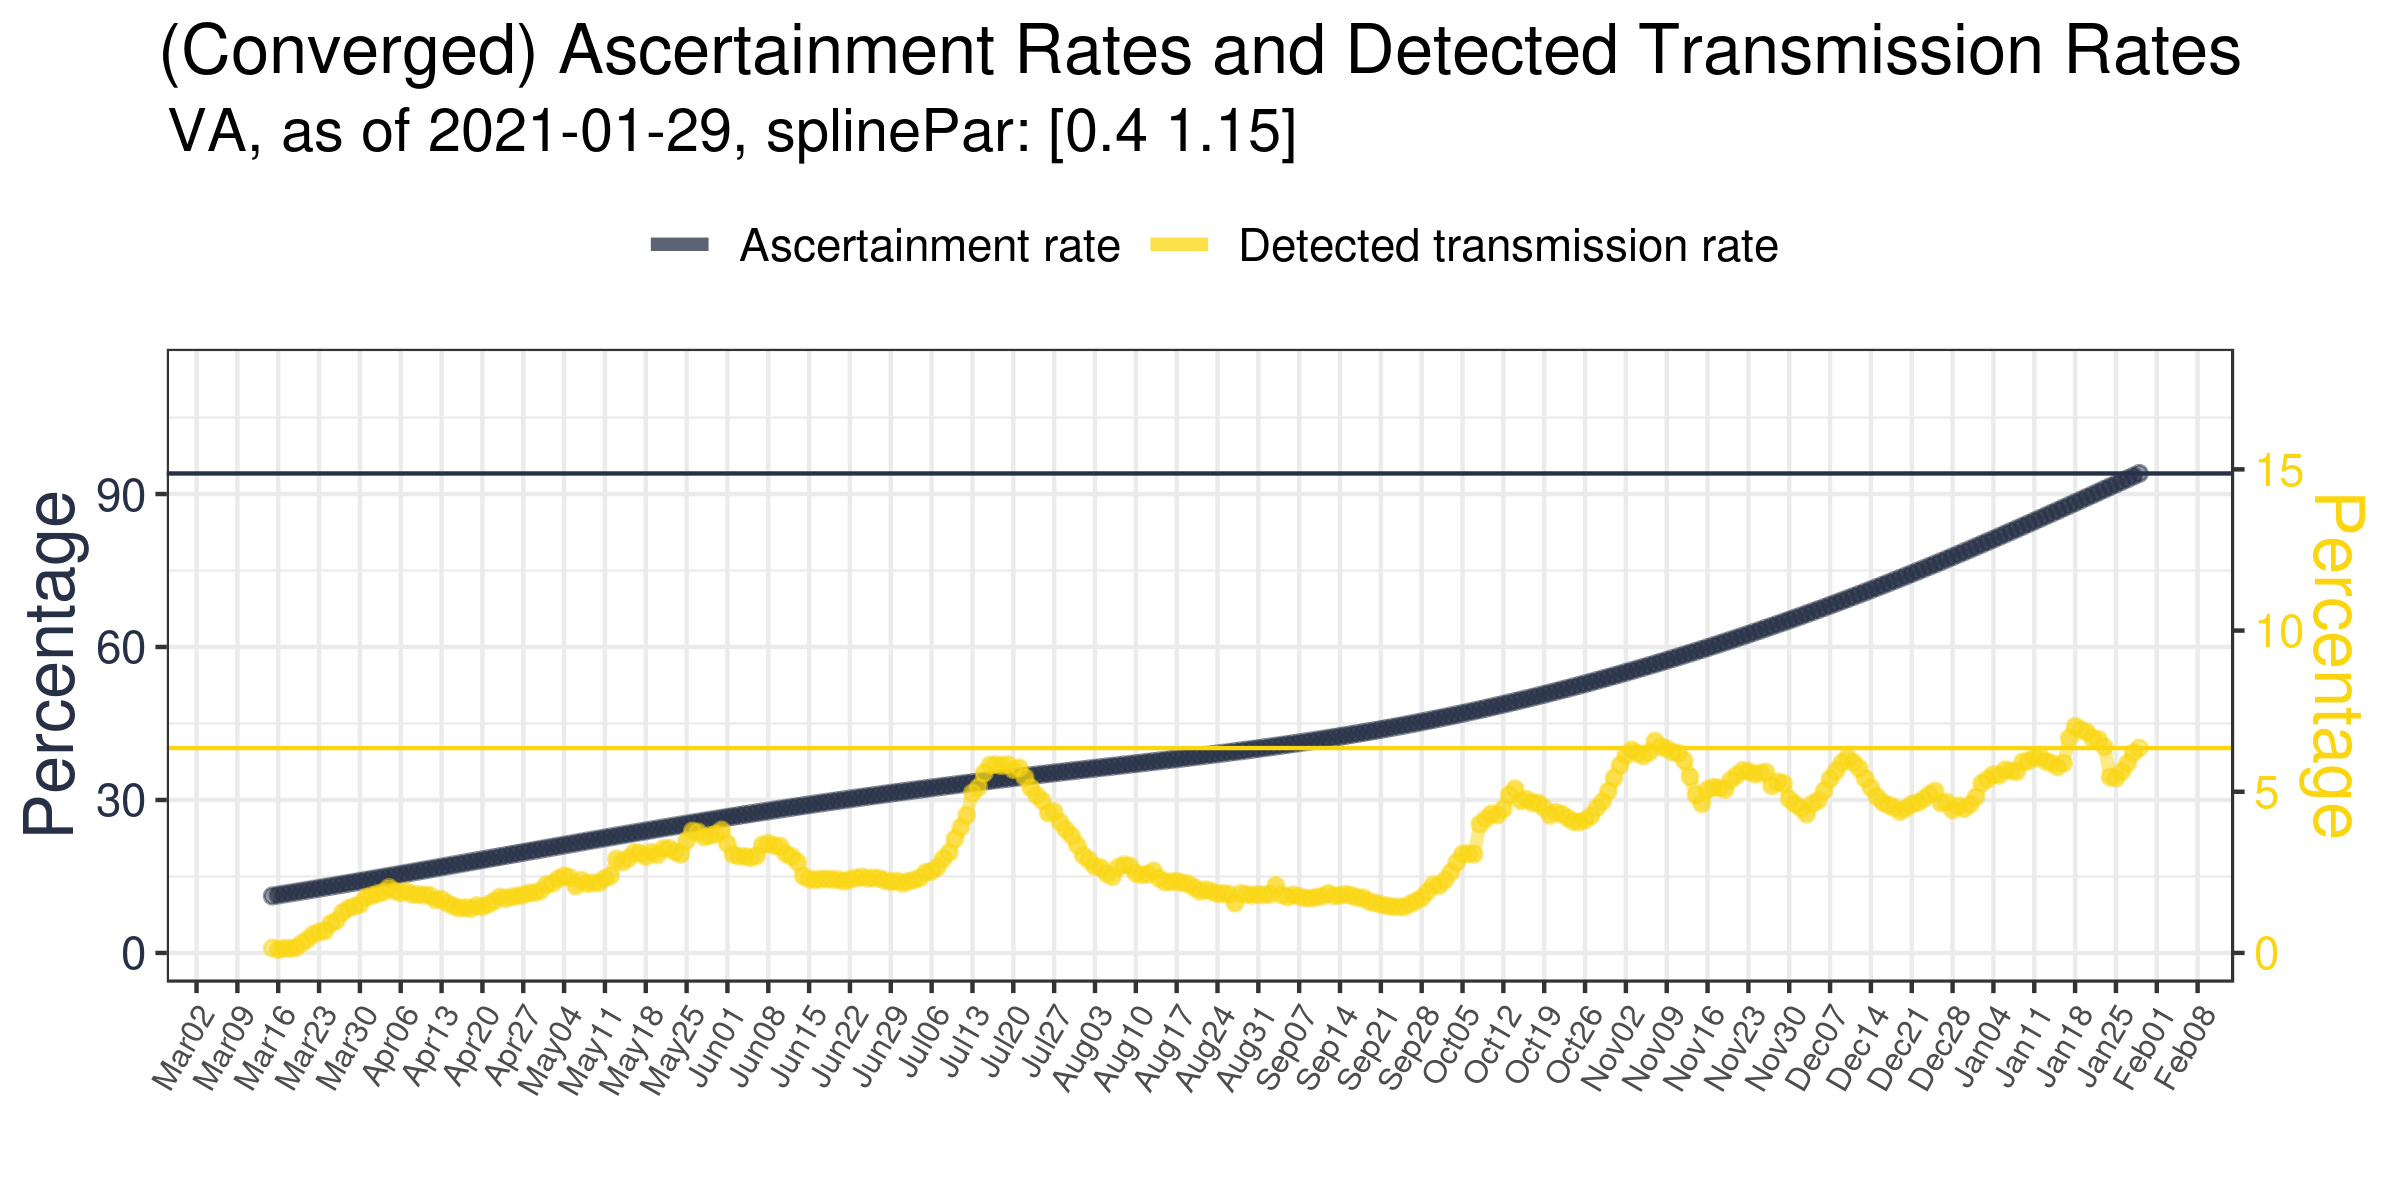 (Converged) Ascertainment Rates and Detected Transmission Rates
VA, as of 2021-01-29, splinePar: [0.4 1.15]
Ascertainment rate Detected transmission rate
Percentage
90
60
30
0
15
10
5
0
Percentage
Mar02 Mar09 Mar16 Mar23 Mar30 Apr06 Apr13 Apr20 Apr27 May04 May11 May18 May25 Jun01 Jun08 Jun15 Jun22 Jun29 Jul06 Jul13 Jul20 Jul27 Aug03 Aug10 Aug17 Aug24 Aug31 Sep07 Sep14 Sep21 Sep28 Oct05 Oct12 Oct19 Oct26 Nov02 Nov09 Nov16 Nov23 Nov30 Dec07 Dec14 Dec21 Dec28 Jan04 Jan11 Jan18 Jan25 Feb01 Feb08